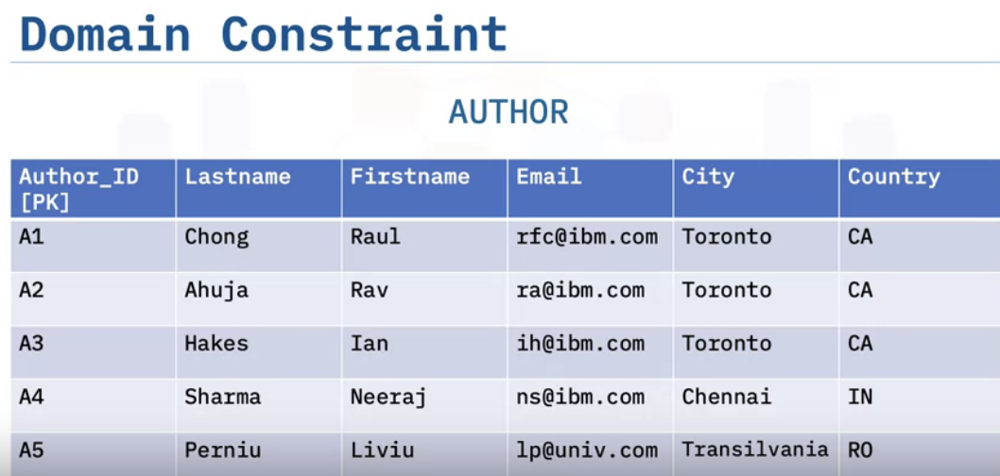 Domain Constraint
AUTHOR
Author_ID Lastname Firstname Email City Country
[PK]
A1 Chong Raul rfc@ibm.com Toronto CA
A2 Ahuja Rav ra@ibm.com Toronto CA
A3 Hakes Ian ih@ibm.com Toronto CA
A4 Sharma Neeraj ns@ibm.com Chennai IN
A5 Perniu Liviu lp@univ.com Transilvania RO